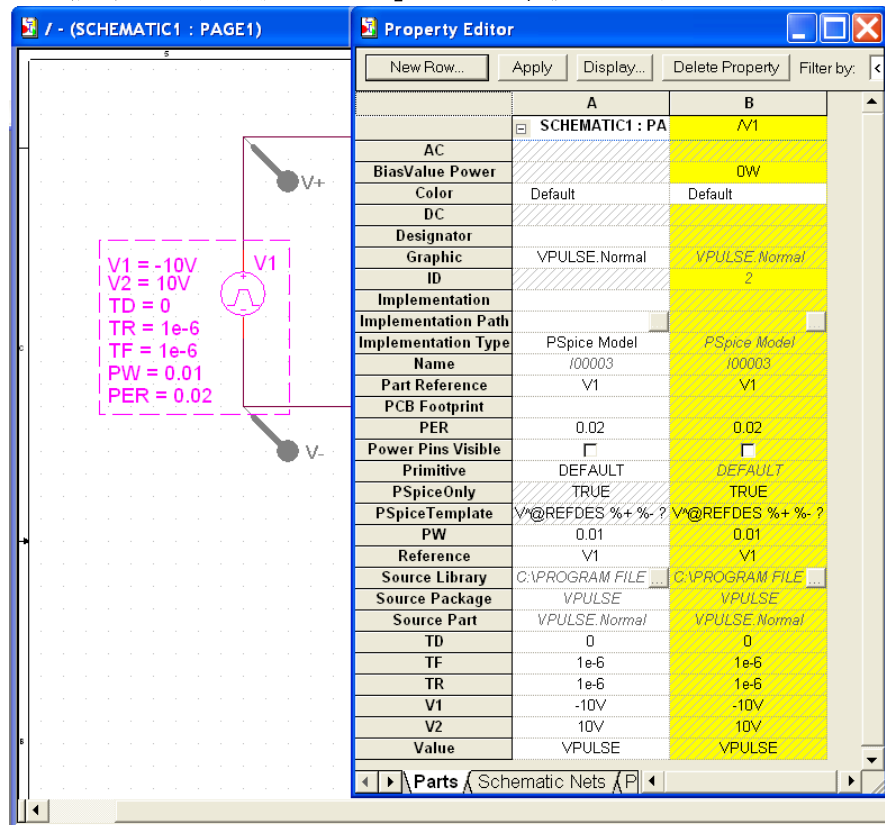 / - (SCHEMATIC1 : PAGE1)
S
V+
V1 = -10V
V1
V2 = 10V
TD = 0
TR = 1e-6
TF = 1e-6
PW = 0.01
PER = 0.02
V-
Property Editor
New Row... Apply Display... Delete Property Filter by: <
A B
SCHEMATIC1 : PA /V1
AC
BiasValue Power 0W
Color Default Default
DC
Designator
Graphic VPULSE.Normal VPULSE.Normal
ID 2
Implementation
Implementation Path
Implementation Type PSpice Model PSpice Model
Name I00003 I00003
Part Reference V1 V1
PCB Footprint
PER 0.02 0.02
Power Pins Visible
Primitive DEFAULT DEFAULT
PSpiceOnly TRUE TRUE
PSpiceTemplate V^@REFDES %+ %- ? V^@REFDES %+ %- ?
PW 0.01 0.01
Reference V1 V1
Source Library C:\PROGRAM FILE ... C:\PROGRAM FILE ...
Source Package VPULSE VPULSE
Source Part VPULSE.Normal VPULSE.Normal
TD 0 0
TF 1e-6 1e-6
TR 1e-6 1e-6
V1 -10V -10V
V2 10V 10V
Value VPULSE VPULSE
Parts Schematic Nets P